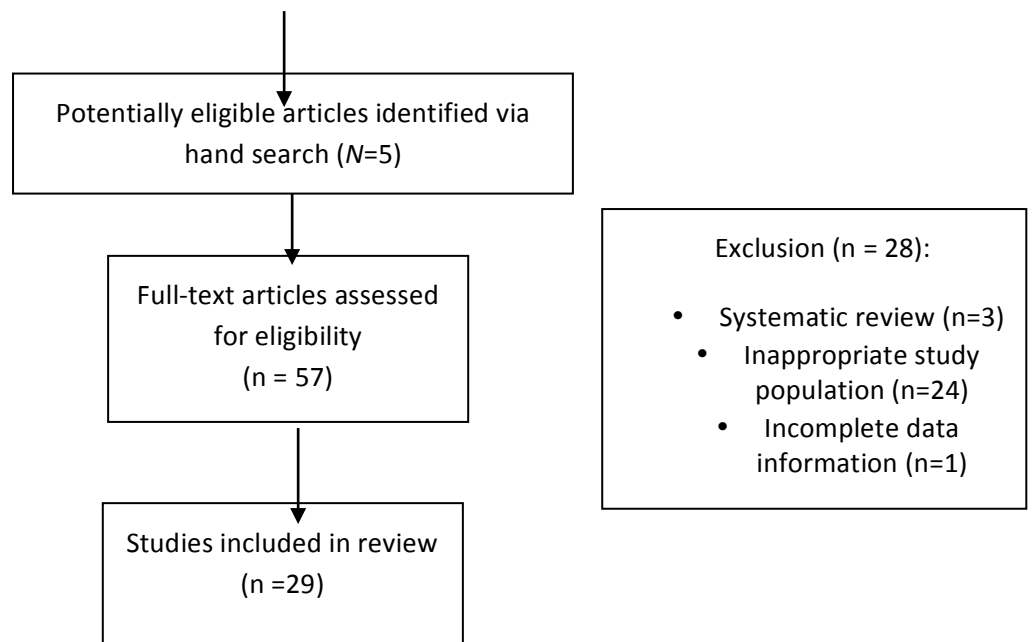 Potentially eligible articles identified via
hand search (N=5)
Full-text articles assessed
for eligibility
(n = 57)
Studies included in review
(n =29)
Exclusion (n = 28):
• Systematic review (n=3)
• Inappropriate study
population (n=24)
• Incomplete data
information (n=1)